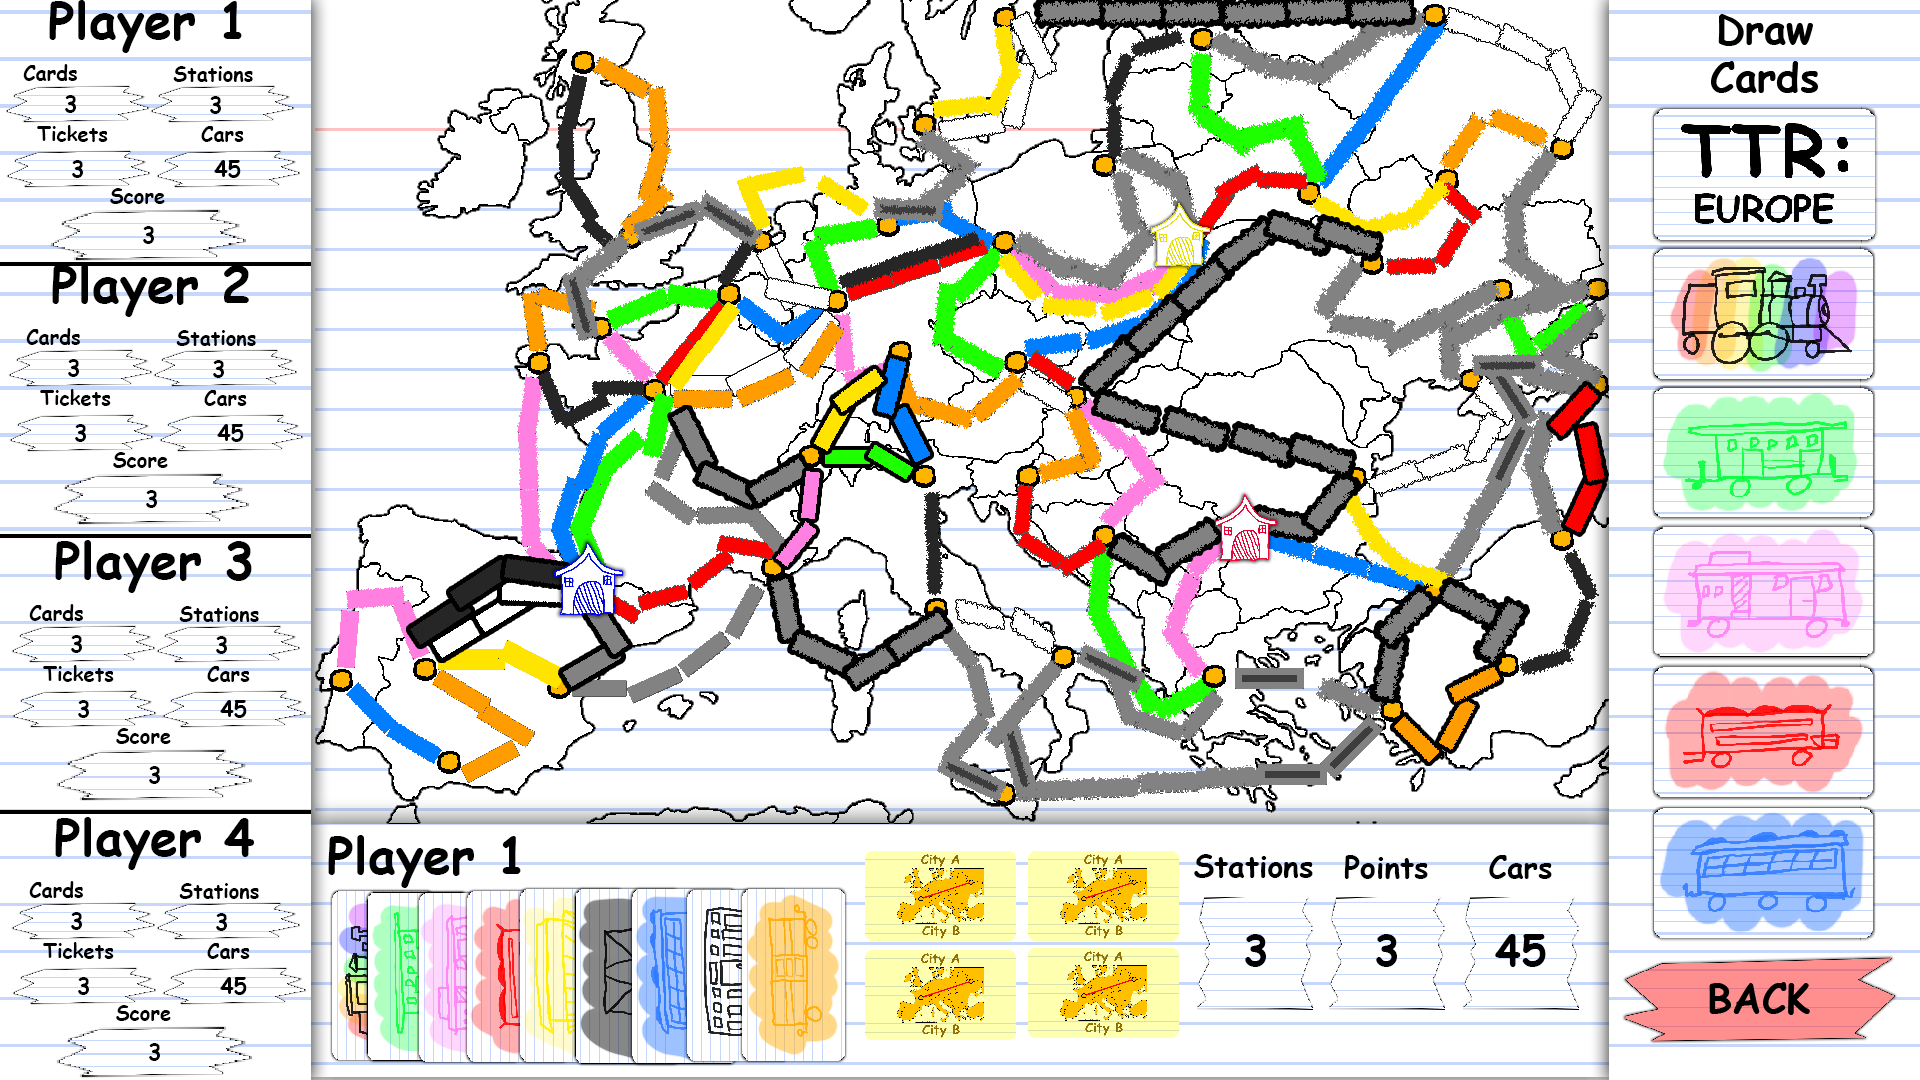 Player 1
Cards
Stations
3
3
Tickets
Cars
3
45
Score
3
Player 2
Cards
Stations
3
3
Tickets
Cars
3
45
Score
3
Player 3
Cards
Stations
3
3
Tickets
Cars
3
45
Score
3
Player 4
Cards
Stations
3
3
Tickets
Cars
3
45
Score
3
Player 1
City A
City B
City A
City B
City A
City B
City A
City B
Stations
Points
Cars
3
3
45
Draw
Cards
TTR:
EUROPE
BACK